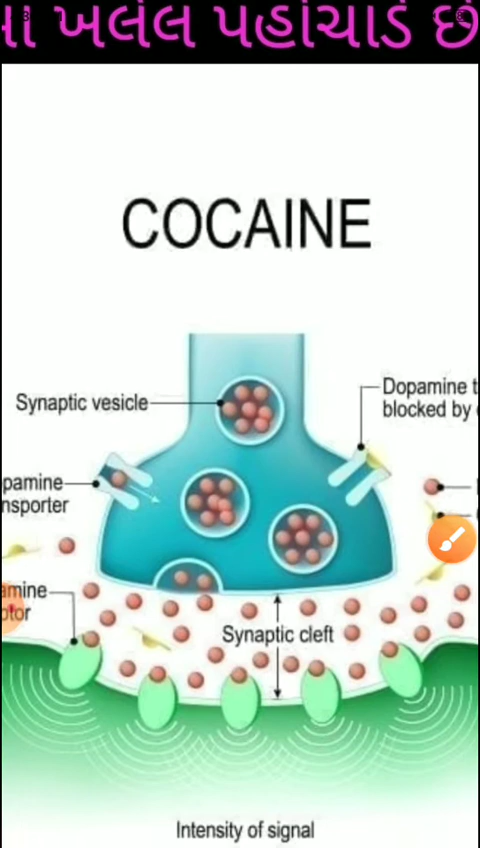 ખલેલ પહોંચાડે છે
COCAINE
Synaptic vesicle
Dopamine t
blocked by
pamine
nsporter
amine
ptor
Synaptic cleft
Intensity of signal